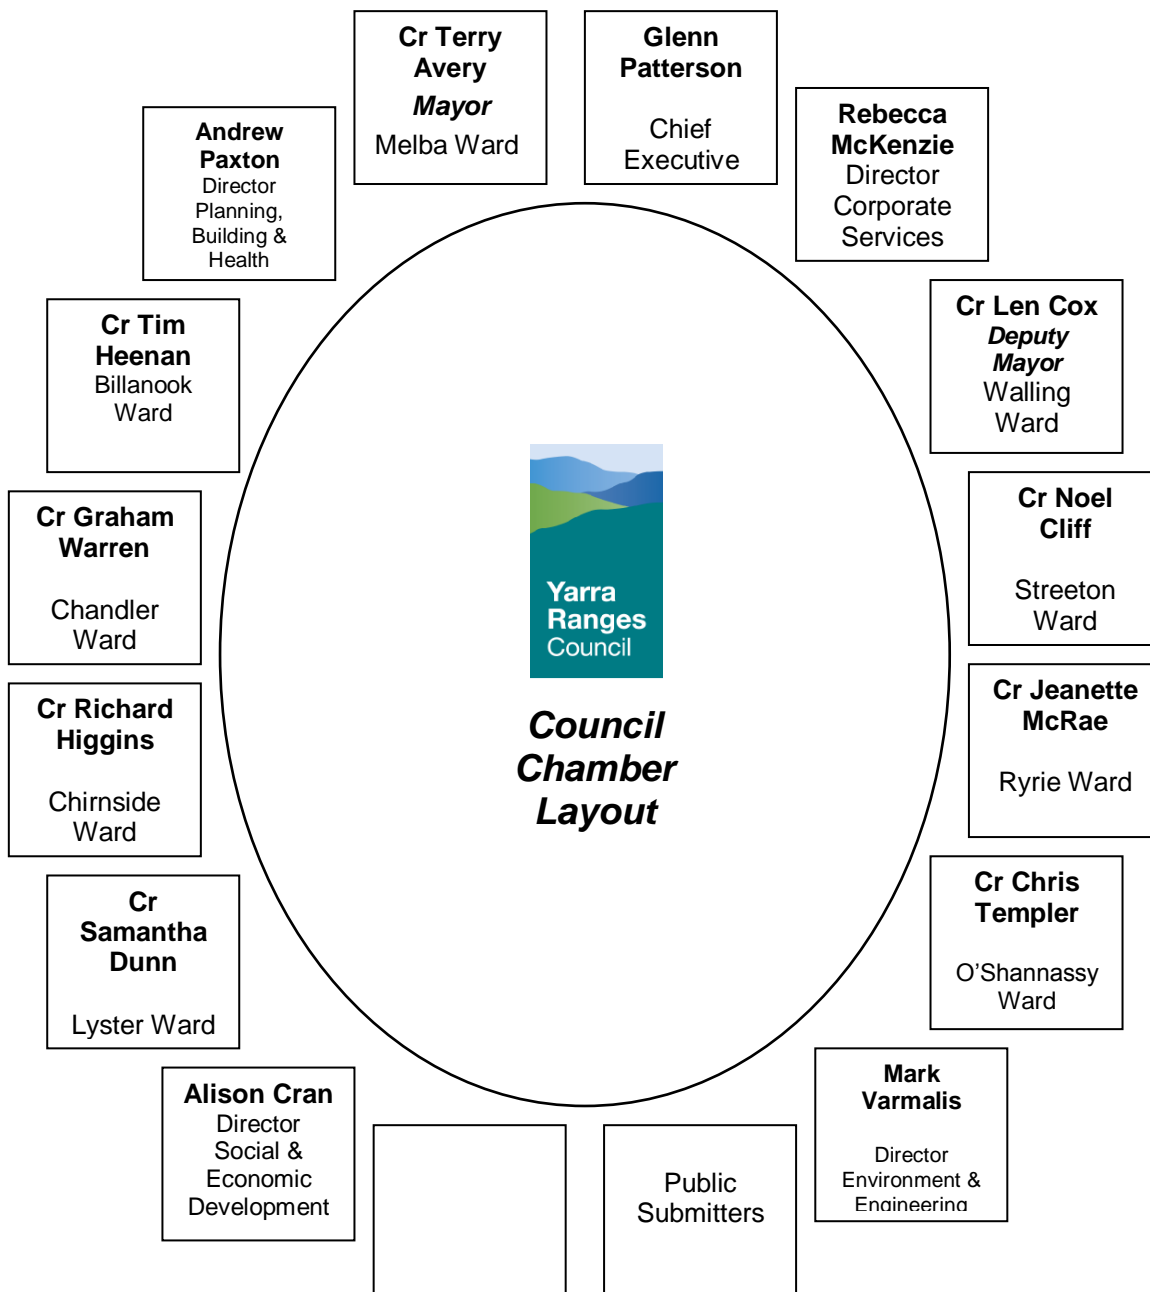 Cr Terry
Avery
Mayor
Melba Ward
Glenn
Patterson
Chief
Executive
Rebecca
McKenzie
Director
Corporate
Services
Andrew
Paxton
Director
Planning,
Building &
Health
Cr Len Cox
Deputy
Mayor
Walling
Ward
Cr Tim
Heenan
Billanook
Ward
Cr Noel
Cliff
Streeton
Ward
Cr Graham
Warren
Chandler
Ward
Yarra
Ranges
Council
Council
Chamber
Layout
Cr Jeanette
McRae
Ryrie Ward
Cr Richard
Higgins
Chirnside
Ward
Cr Chris
Templer
O'Shannassy
Ward
Cr
Samantha
Dunn
Lyster Ward
Mark
Varmalis
Director
Environment &
Engineering
Alison Cran
Director
Social &
Economic
Development
Public
Submitters